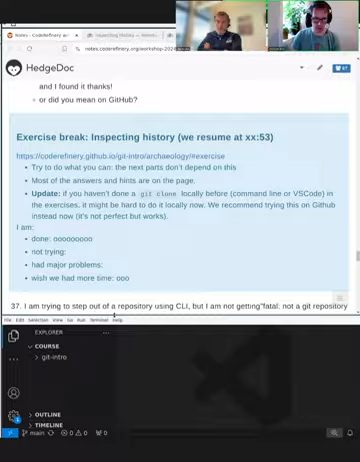 Notes - CodeRefinery wo
Inspecting history
notes.coderefinery.org/workshop-202
HedgeDoc
and I found it thanks!
or did you mean on GitHub?
Exercise break: Inspecting history (we resume at xx:53)
https://coderefinery.github.io/git-intro/archaeology/#exercise
Try to do what you can: the next parts don't depend on this
Most of the answers and hints are on the page.
Update: if you haven't done a git clone locally before (command line or VSCode) in
the exercises, it might be hard to do it locally now. We recommend trying this on Github
instead now (it's not perfect but works).
I am:
done: ooooooooo
not trying:
had major problems:
wish we had more time: ooo
37. I am trying to step out of a repository using CLI, but I am not getting"fatal: not a git repository
File Edit Selection View Go Run Terminal Help
EXPLORER
COURSE
git-intro
OUTLINE
TIMELINE
main 0 0 0